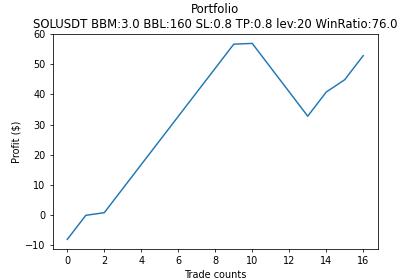 Portfolio
SOLUSDT BBM:3.0 BBL:160 SL:0.8 TP:0.8 lev:20 WinRatio:76.0
60
50
40
30
20
10
0
−10
Profit ($)
0 2 4 6 8 10 12 14 16
Trade counts